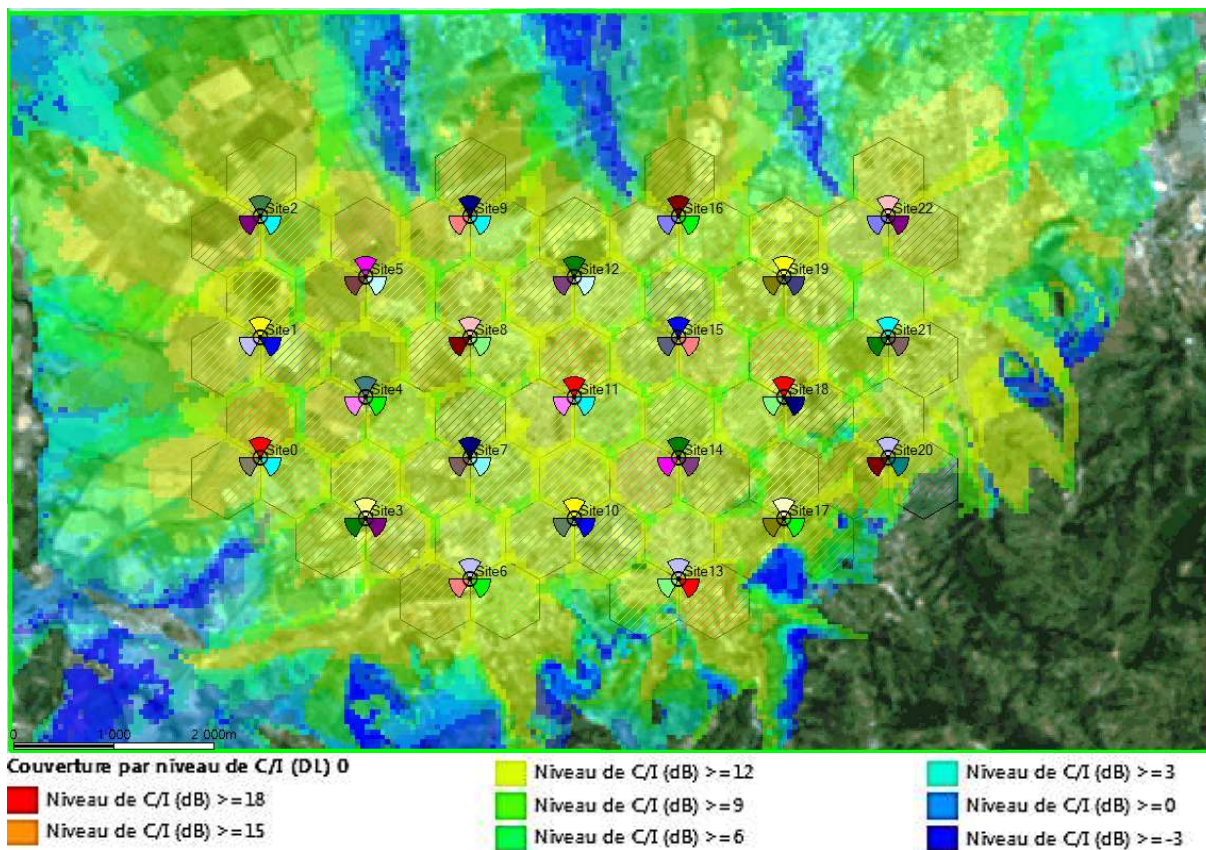 Site2
Site9
Site16
Site22
Site5
Site12
Site19
Site1
Site8
Site15
Site21
Site4
Site11
Site18
Site0
Site7
Site14
Site20
Site3
Site10
Site17
Site6
Site13
0 1 000 2 000m
Couverture par niveau de C/I (DL) 0
Niveau de C/I (dB) >=18
Niveau de C/I (dB) >=15
Niveau de C/I (dB) >=12
Niveau de C/I (dB) >=9
Niveau de C/I (dB) >=6
Niveau de C/I (dB) >=3
Niveau de C/I (dB) >=0
Niveau de C/I (dB) >=-3